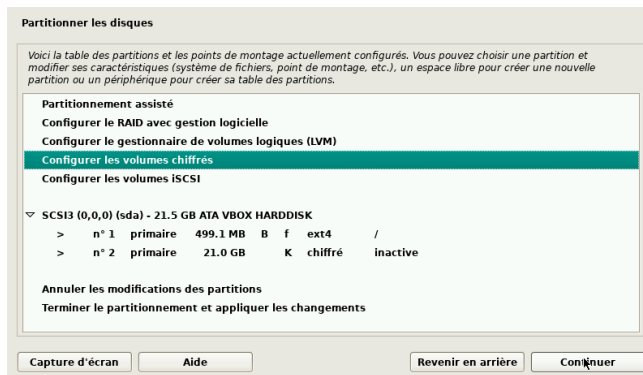 Partitionner les disques
Voici la table des partitions et les points de montage actuellement configurés. Vous pouvez choisir une partition et
modifier ses caractéristiques (système de fichiers, point de montage, etc.), un espace libre pour créer une nouvelle
partition ou un périphérique pour créer sa table des partitions.
Partitionnement assisté
Configurer le RAID avec gestion logicielle
Configurer le gestionnaire de volumes logiques (LVM)
Configurer les volumes chiffrés
Configurer les volumes iSCSI
SCSI3 (0,0,0) (sda) - 21.5 GB ATA VBOX HARDDISK
> n° 1 primaire 499.1 MB B f ext4 /
> n° 2 primaire 21.0 GB K chiffré inactive
Annuler les modifications des partitions
Terminer le partitionnement et appliquer les changements
Capture d'écran Aide Revenir en arrière Continuer